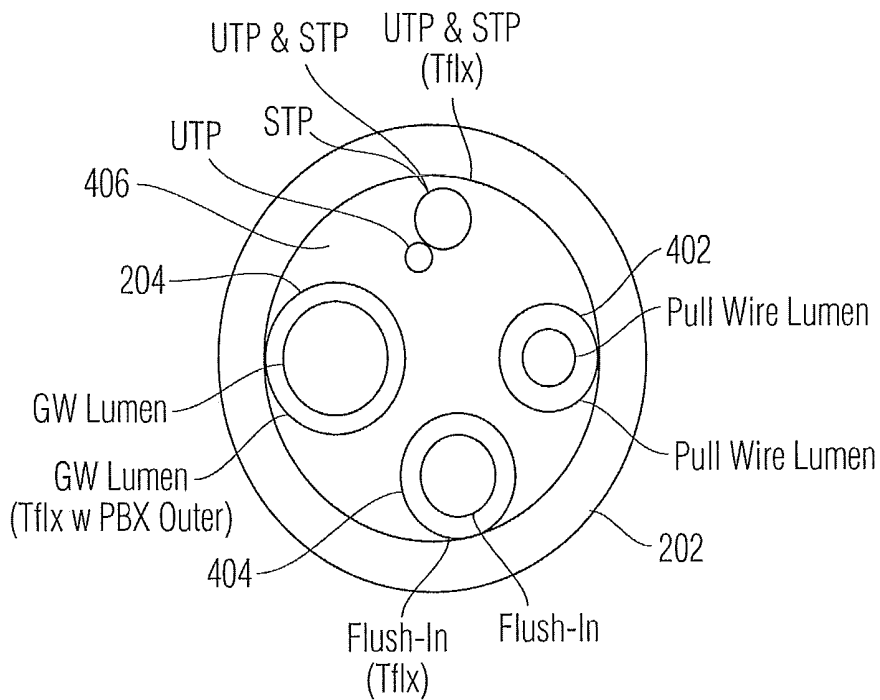 UTP & STP
UTP & STP
(Tflx)
STP
UTP
406
204
402
Pull Wire Lumen
GW Lumen
Pull Wire Lumen
GW Lumen
(Tflx w PBX Outer)
202
404
Flush-In
Flush-In
(Tflx)